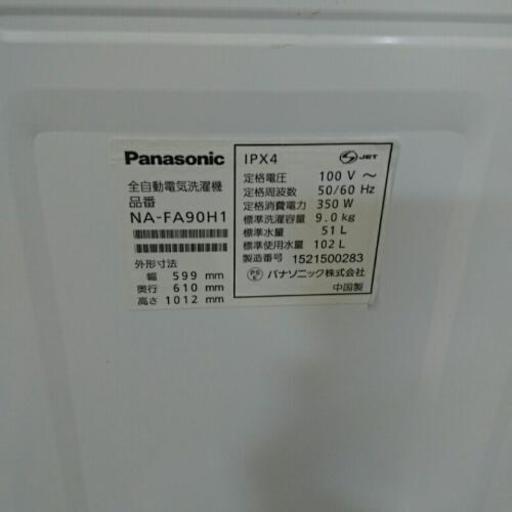 Panasonic
全自動電気洗濯機
品番
NA-FA90H1
外形寸法
幅 599 mm
奥行 610 mm
高さ 1012 mm
IPX4
S JET
定格電圧 100 V ～
定格周波数 50/60 Hz
定格消費電力 350 W
標準洗濯容量 9.0 kg
標準水量 51 L
標準使用水量 102 L
製造番号 1521500283
PS E パナソニック株式会社
中国製